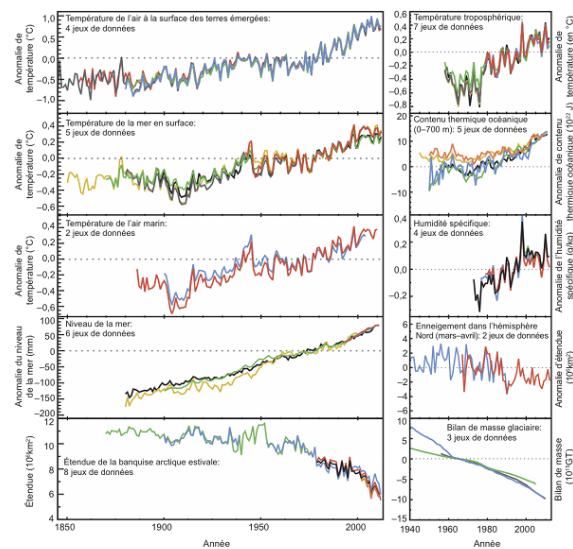 Température de l'air à la surface des terres émergées:
4 jeux de données
Anomalie de
température (°C)
1,0
0,5
0,0
−0,5
−1,0
Température de la mer en surface:
5 jeux de données
Anomalie de
température (°C)
0,4
0,2
0,0
−0,2
−0,4
−0,6
Température de l'air marin:
2 jeux de données
Anomalie de
température (°C)
0,4
0,2
0,0
−0,2
−0,4
−0,6
Niveau de la mer:
6 jeux de données
Anomalie du niveau
de la mer (mm)
100
50
0
−50
−100
−150
−200
Étendue de la banquise arctique estivale:
8 jeux de données
Étendue (10⁶km²)
12
10
8
6
4
1850
1900
1950
2000
Année
Température troposphérique:
7 jeux de données
Anomalie de
température (en °C)
0,6
0,4
0,2
0,0
−0,2
−0,4
−0,6
−0,8
Contenu thermique océanique
(0–700 m): 5 jeux de données
Anomalie de contenu
thermique océanique (10²² J)
20
10
0
−10
Humidité spécifique:
4 jeux de données
Anomalie de l'humidité
spécifique (g/kg)
0,4
0,2
0,0
−0,2
Enneigement dans l'hémisphère
Nord (mars–avril): 2 jeux de données
Anomalie d'étendue
(10⁶km²)
6
4
2
0
−2
−4
−6
Bilan de masse glaciaire:
3 jeux de données
Bilan de masse
(10¹⁵GT)
10
5
0
−5
−10
−15
1940
1960
1980
2000
Année